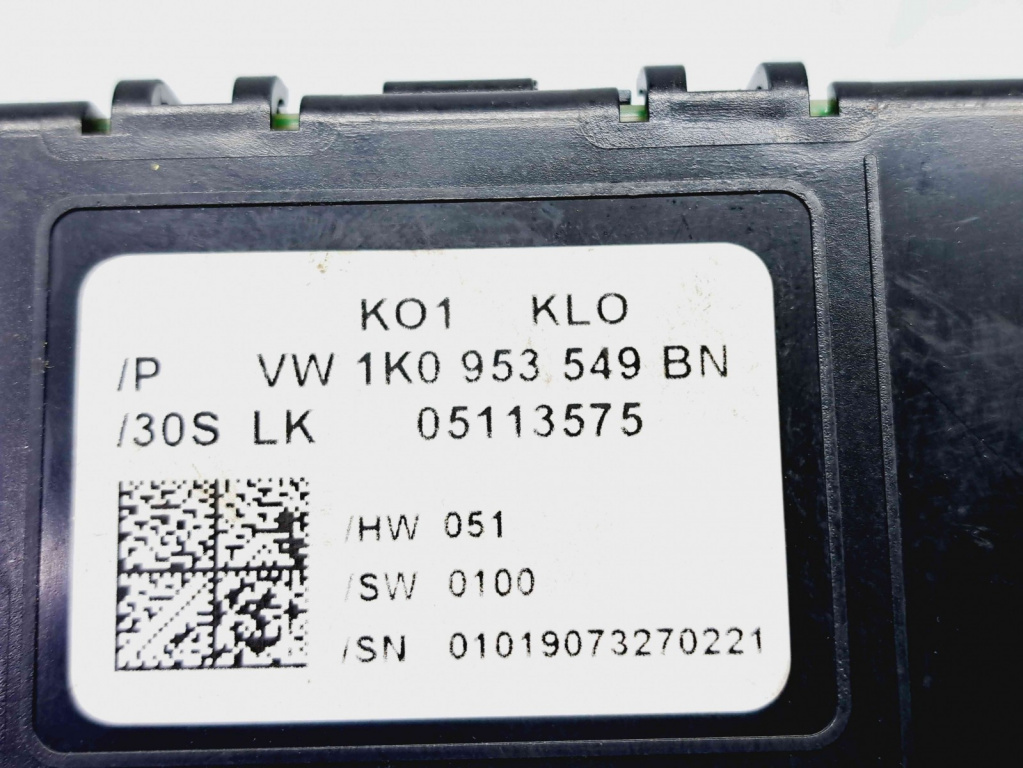 KO1 KLO
/P VW 1K0 953 549 BN
/30S LK 05113575
/HW 051
/SW 0100
/SN 01019073270221